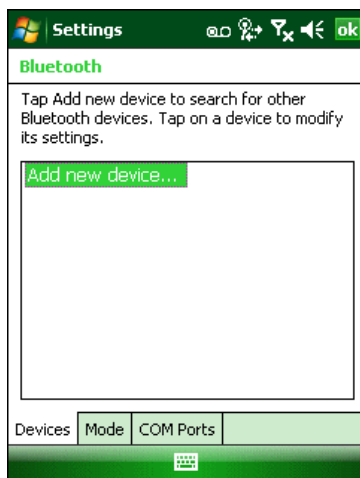 Settings
ok
Bluetooth
Tap Add new device to search for other
Bluetooth devices. Tap on a device to modify
its settings.
Add new device...
Devices Mode COM Ports